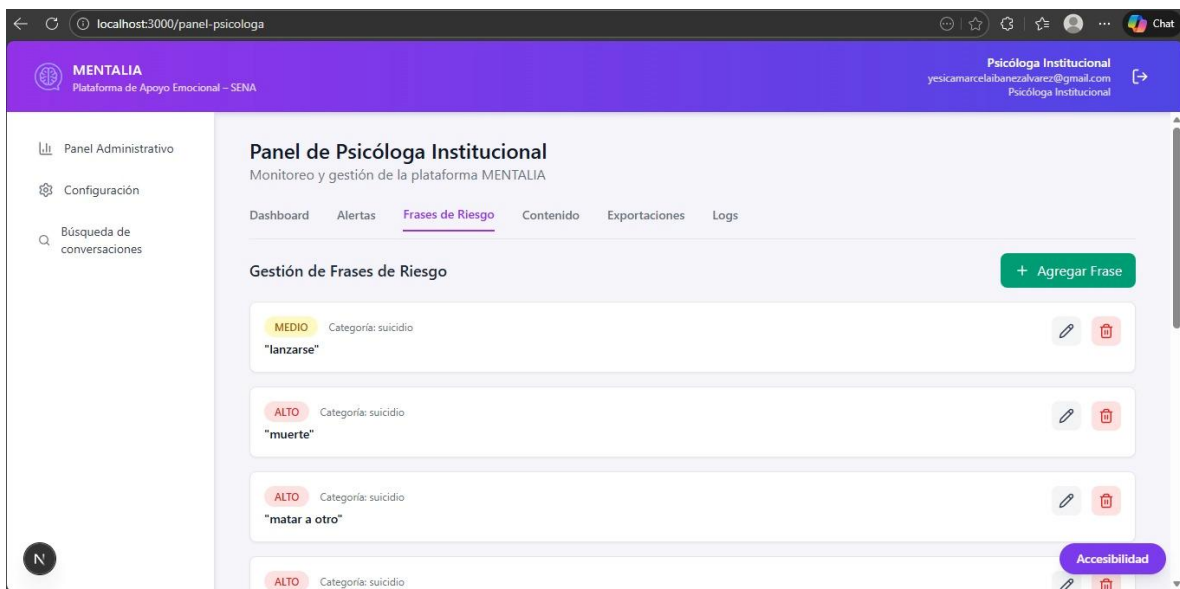 localhost:3000/panel-psicologa
Chat
MENTALIA
Plataforma de Apoyo Emocional – SENA
Psicóloga Institucional
yesicamarcelaibanezalvarez@gmail.com
Psicóloga Institucional
Panel Administrativo
Configuración
Búsqueda de
conversaciones
Panel de Psicóloga Institucional
Monitoreo y gestión de la plataforma MENTALIA
Dashboard Alertas Frases de Riesgo Contenido Exportaciones Logs
Gestión de Frases de Riesgo
+ Agregar Frase
MEDIO Categoría: suicidio
"lanzarse"
ALTO Categoría: suicidio
"muerte"
ALTO Categoría: suicidio
"matar a otro"
ALTO Categoría: suicidio
Accesibilidad
N